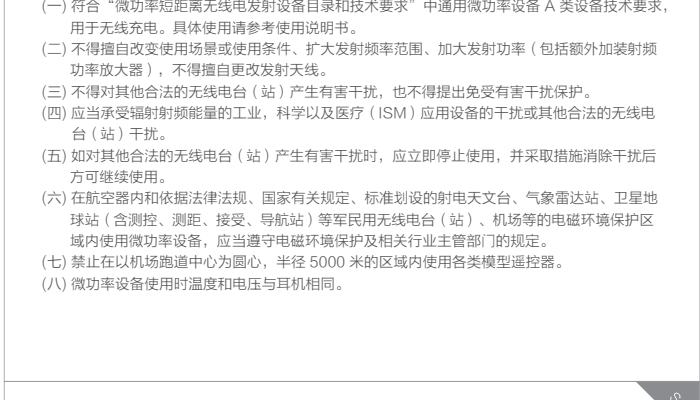 (一) 符合“微功率短距离无线电发射设备目录和技术要求”中通用微功率设备 A 类设备技术要求，
用于无线充电。具体使用请参考使用说明书。
(二) 不得擅自改变使用场景或使用条件、扩大发射频率范围、加大发射功率（包括额外加装射频
功率放大器），不得擅自更改发射天线。
(三) 不得对其他合法的无线电台（站）产生有害干扰，也不得提出免受有害干扰保护。
(四) 应当承受辐射射频能量的工业，科学以及医疗（ISM）应用设备的干扰或其他合法的无线电
台（站）干扰。
(五) 如对其他合法的无线电台（站）产生有害干扰时，应立即停止使用，并采取措施消除干扰后
方可继续使用。
(六) 在航空器内和依据法律法规、国家有关规定、标准划设的射电天文台、气象雷达站、卫星地
球站（含测控、测距、接受、导航站）等军民用无线电台（站）、机场等的电磁环境保护区
域内使用微功率设备，应当遵守电磁环境保护及相关行业主管部门的规定。
(七) 禁止在以机场跑道中心为圆心，半径 5000 米的区域内使用各类模型遥控器。
(八) 微功率设备使用时温度和电压与耳机相同。